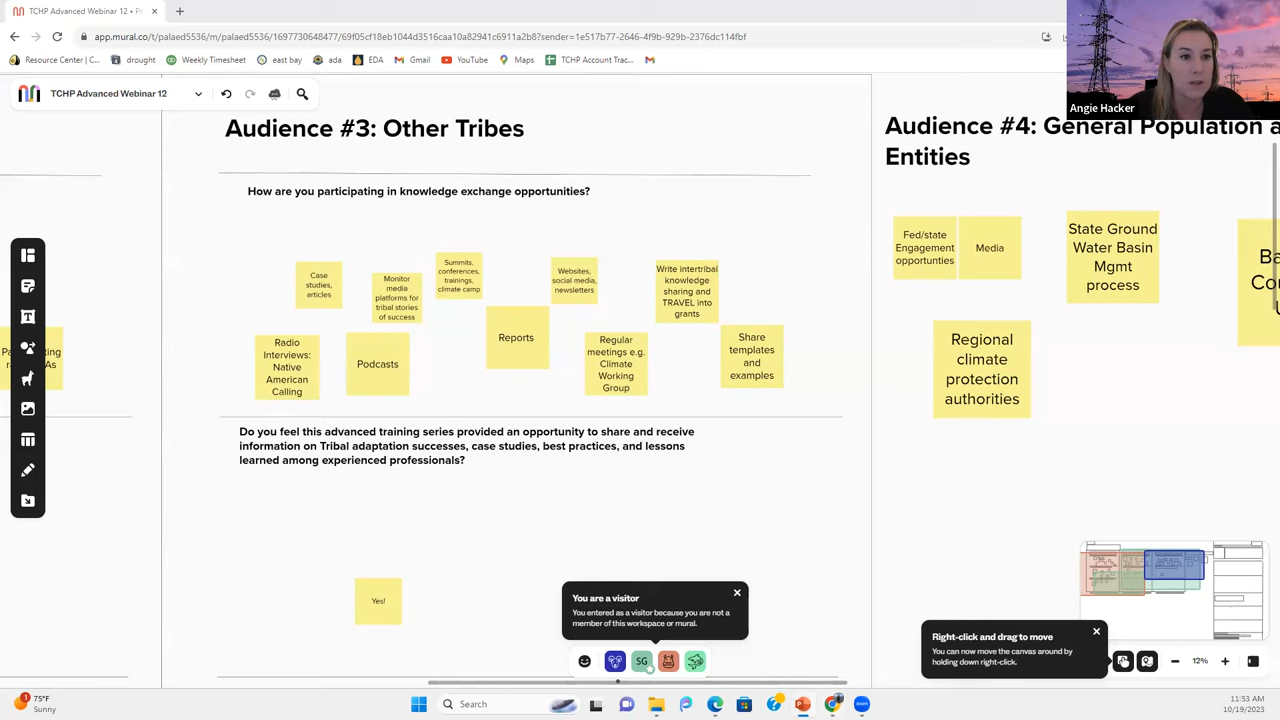 TCHP Advanced Webinar 12 + P
app.mural.co/t/palaed5536/m/palaed5536/1697730648477/69f05cf18eb1044d3516caa10a82941c6911a2b8?sender=1e517b77-2646-4f9b-929b-2376dc114fbf
Resource Center | C...
drought
Weekly Timesheet
east bay
ada
EDA
Gmail
YouTube
Maps
TCHP Account Trac...
Angie Hacker
TCHP Advanced Webinar 12
Audience #3: Other Tribes
How are you participating in knowledge exchange opportunities?
Case
studies,
articles
Monitor
media
platforms for
tribal stories
of success
Summits,
conferences,
trainings,
climate camp
Websites,
social media,
newsletters
Write intertribal
knowledge
sharing and
TRAVEL into
grants
Radio
Interviews:
Native
American
Calling
Podcasts
Reports
Regular
meetings e.g.
Climate
Working
Group
Share
templates
and
examples
Do you feel this advanced training series provided an opportunity to share and receive
information on Tribal adaptation successes, case studies, best practices, and lessons
learned among experienced professionals?
Yes!
Audience #4: General Population a
Entities
Fed/state
Engagement
opportunties
Media
State Ground
Water Basin
Mgmt
process
Ba
Co
Regional
climate
protection
authorities
You are a visitor
You entered as a visitor because you are not a
member of this workspace or mural.
SG
Right-click and drag to move
You can now move the canvas around by
holding down right-click.
12%
75°F
Sunny
Search
11:53 AM
10/19/2023